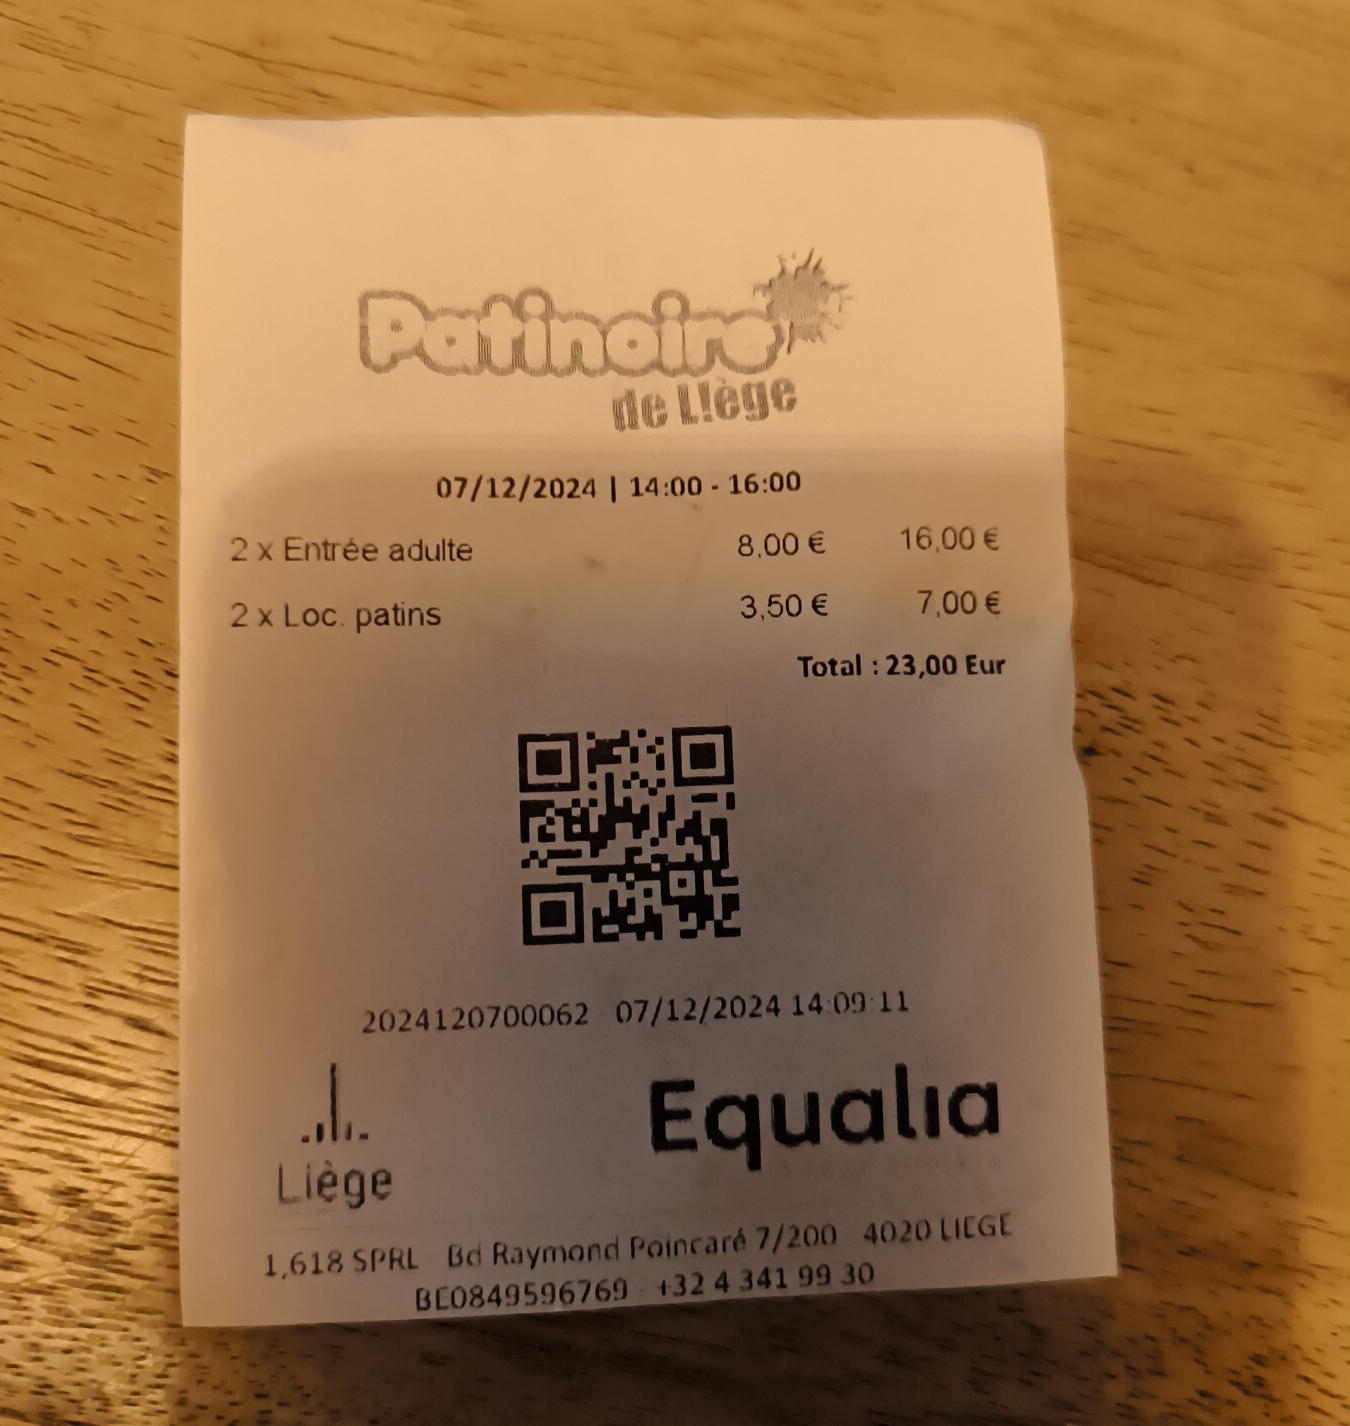 Patinoire
de L!ège
07/12/2024 | 14:00 - 16:00
2 x Entrée adulte 8,00 € 16,00 €
2 x Loc. patins 3,50 € 7,00 €
Total : 23,00 Eur
2024120700062 07/12/2024 14:09:11
Liège
Equalia
1,618 SPRL Bd Raymond Poincaré 7/200 4020 LIEGE
BE0849596769 - +32 4 341 99 30